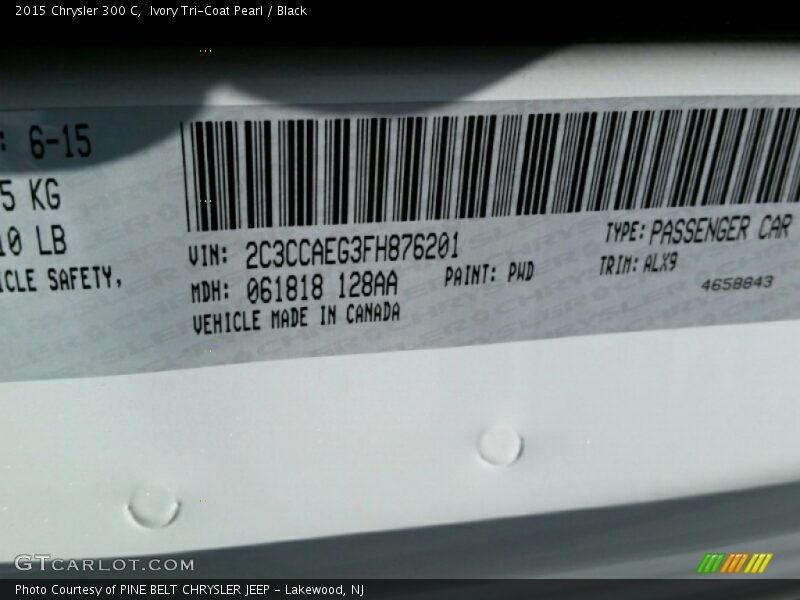 2015 Chrysler 300 C, Ivory Tri-Coat Pearl / Black
: 6-15
5 KG
10 LB
ICLE SAFETY,
VIN: 2C3CCAEG3FH876201
TYPE: PASSENGER CAR
MDH: 061818 128AA
PAINT: PWD
TRIM: ALX9
VEHICLE MADE IN CANADA
4658843
GTCARLOT.COM
Photo Courtesy of PINE BELT CHRYSLER JEEP - Lakewood, NJ